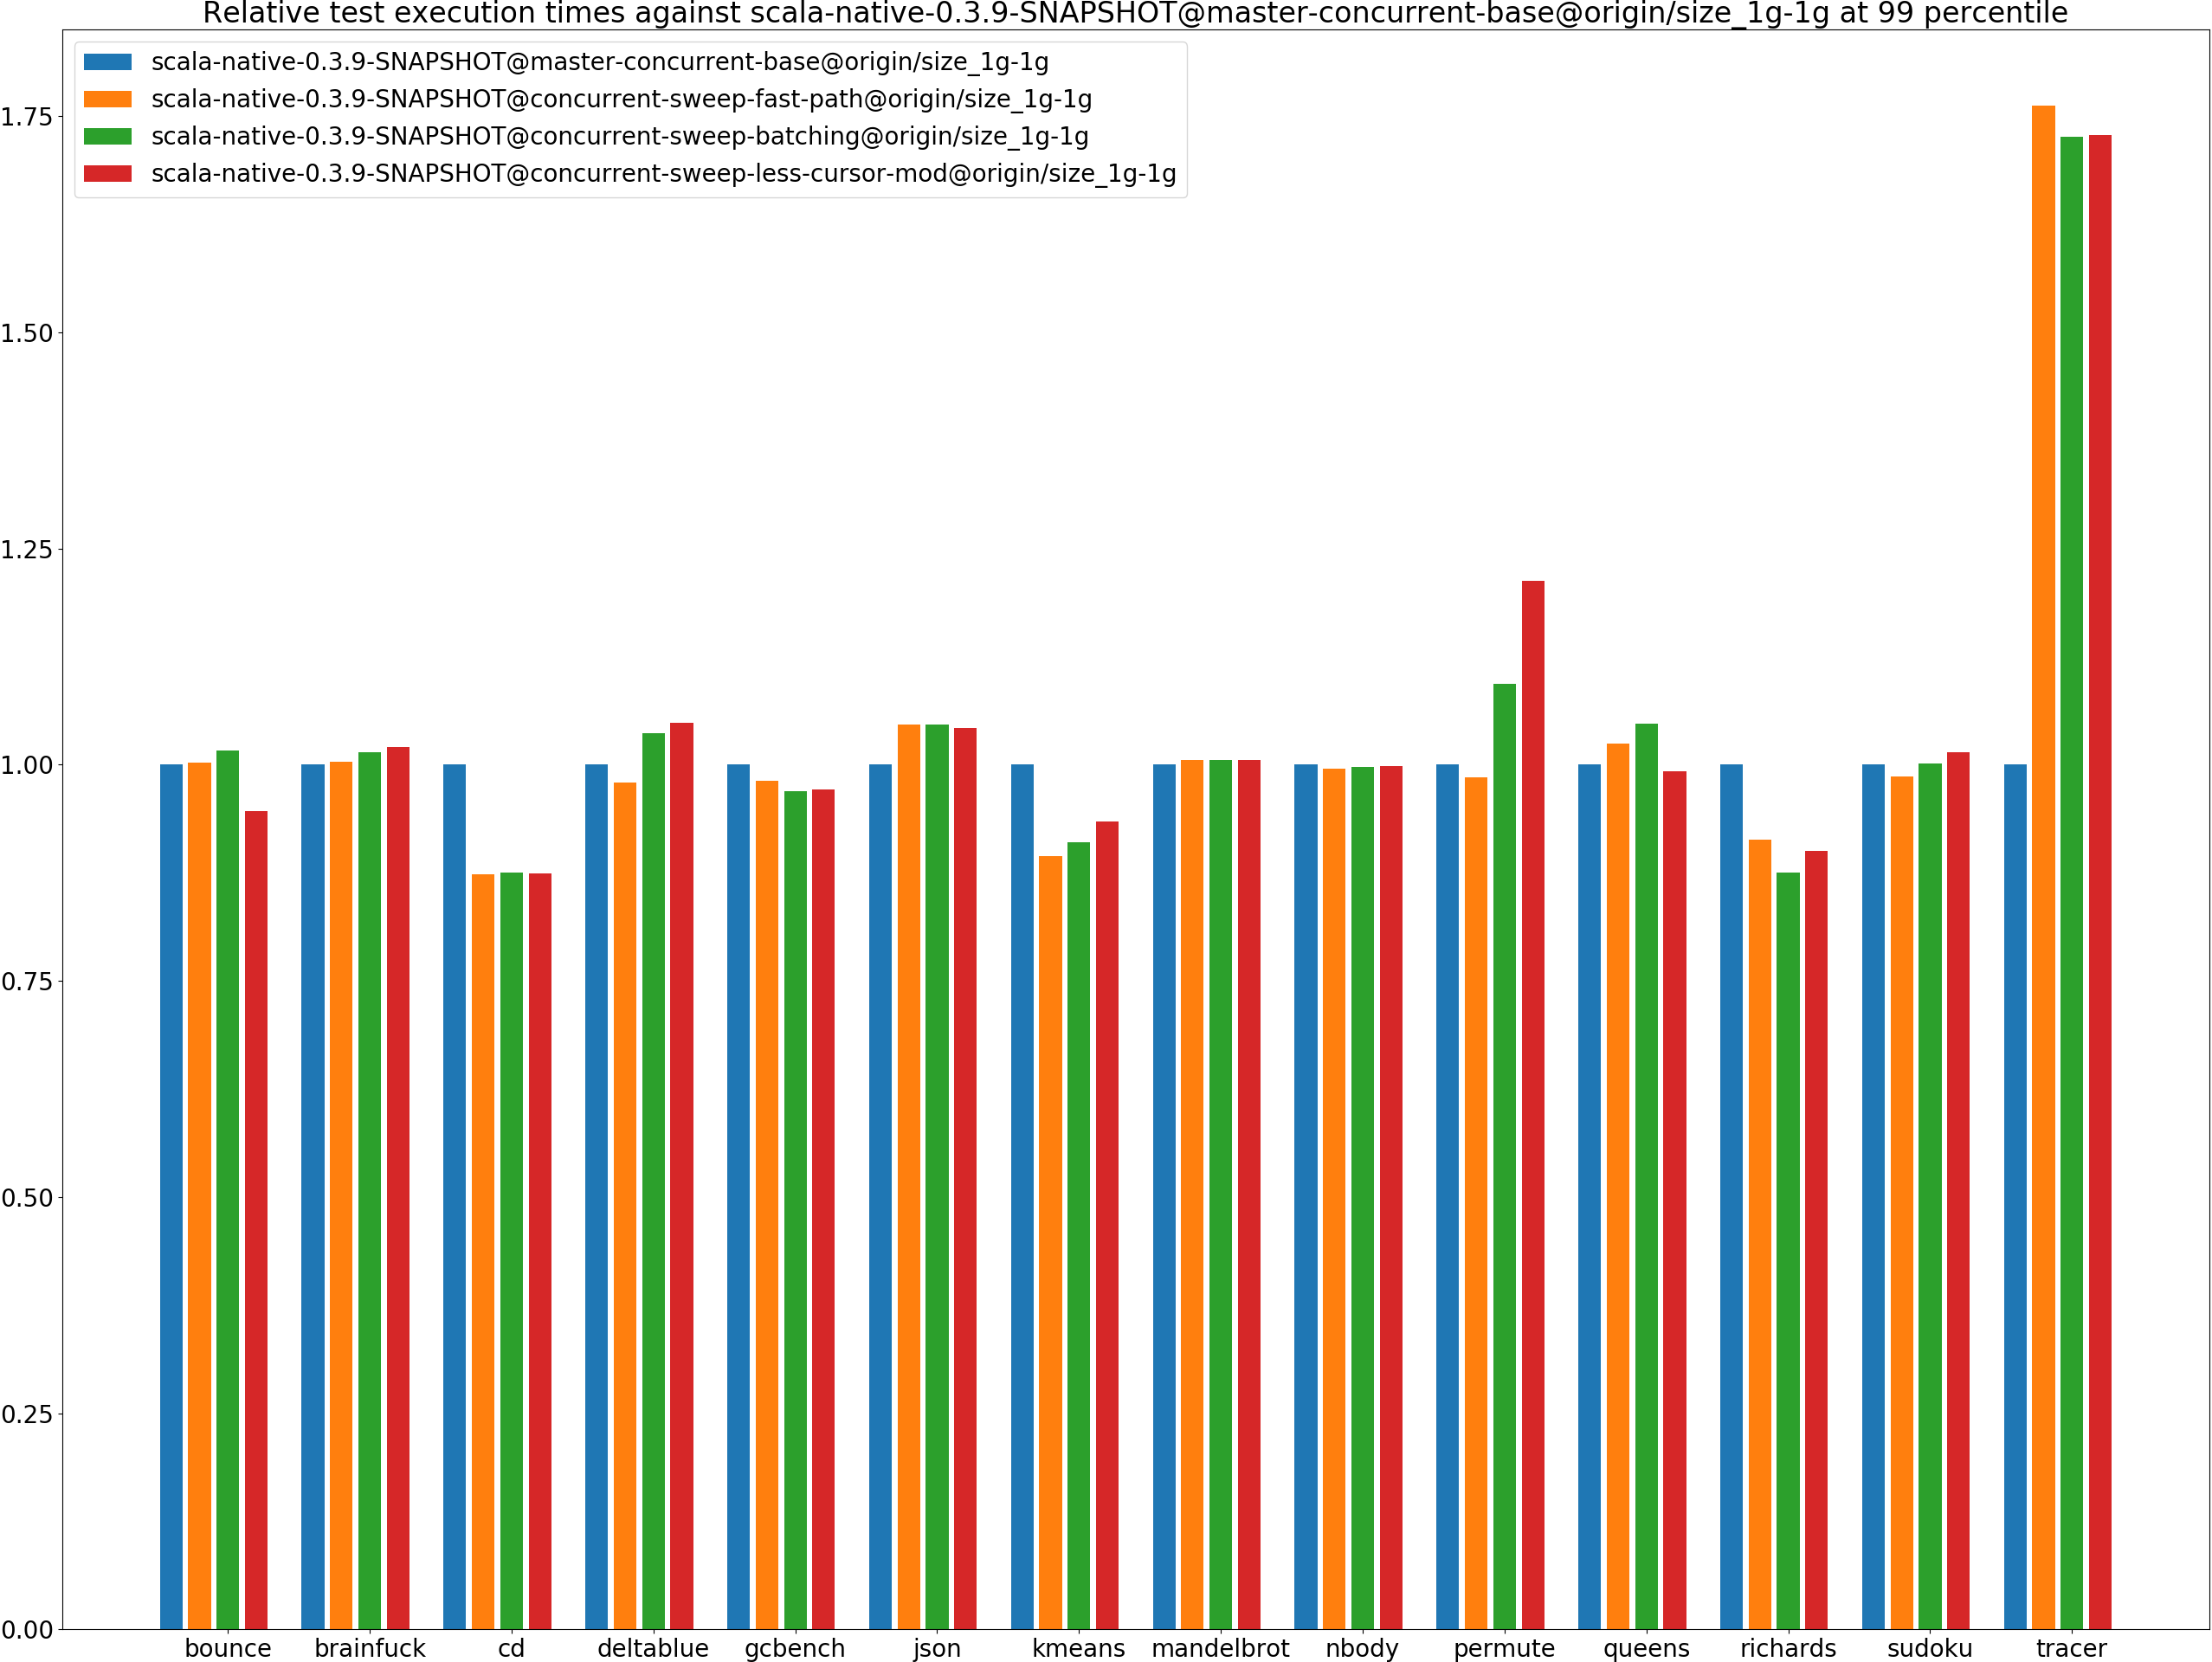 Relative test execution times against scala-native-0.3.9-SNAPSHOT@master-concurrent-base@origin/size_1g-1g at 99 percentile
scala-native-0.3.9-SNAPSHOT@master-concurrent-base@origin/size_1g-1g
scala-native-0.3.9-SNAPSHOT@concurrent-sweep-fast-path@origin/size_1g-1g
scala-native-0.3.9-SNAPSHOT@concurrent-sweep-batching@origin/size_1g-1g
scala-native-0.3.9-SNAPSHOT@concurrent-sweep-less-cursor-mod@origin/size_1g-1g
1.75
1.50
1.25
1.00
0.75
0.50
0.25
0.00
bounce brainfuck cd deltablue gcbench json kmeans mandelbrot nbody permute queens richards sudoku tracer